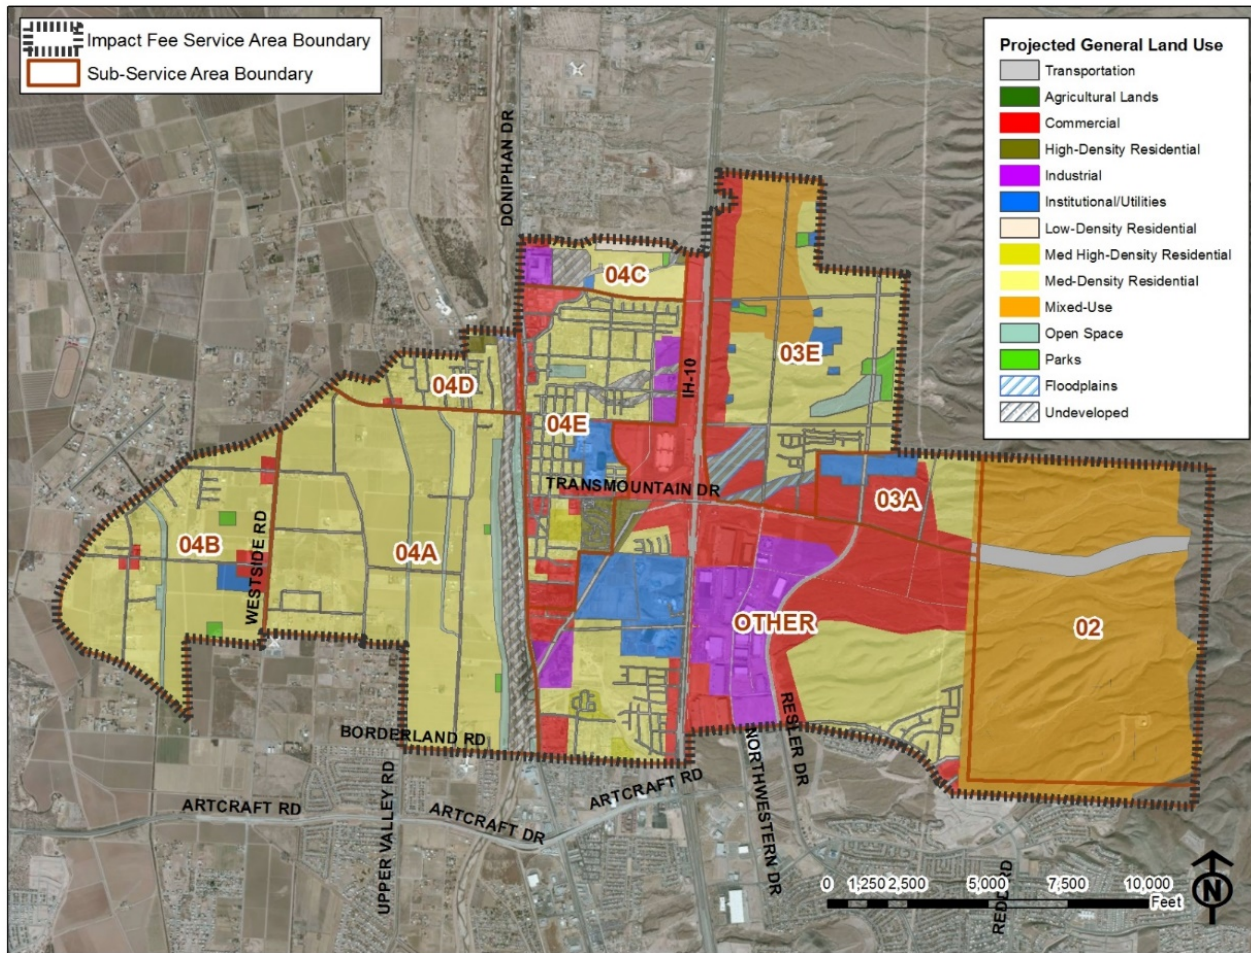 Impact Fee Service Area Boundary
Sub-Service Area Boundary
Projected General Land Use
Transportation
Agricultural Lands
Commercial
High-Density Residential
Industrial
Institutional/Utilities
Low-Density Residential
Med High-Density Residential
Med-Density Residential
Mixed-Use
Open Space
Parks
Floodplains
Undeveloped
DONIPHAN DR
04C
IH-10
03E
04D
04E
TRANSMOUNTAIN DR
03A
04B
WESTSIDE RD
04A
OTHER
02
BORDERLAND RD
RESLER DR
NORTHWESTERN DR
ARTCRAFT RD
UPPER VALLEY RD
ARTCRAFT DR
ARTCRAFT RD
REDD RD
0 1,250 2,500 5,000 7,500 10,000
Feet
N